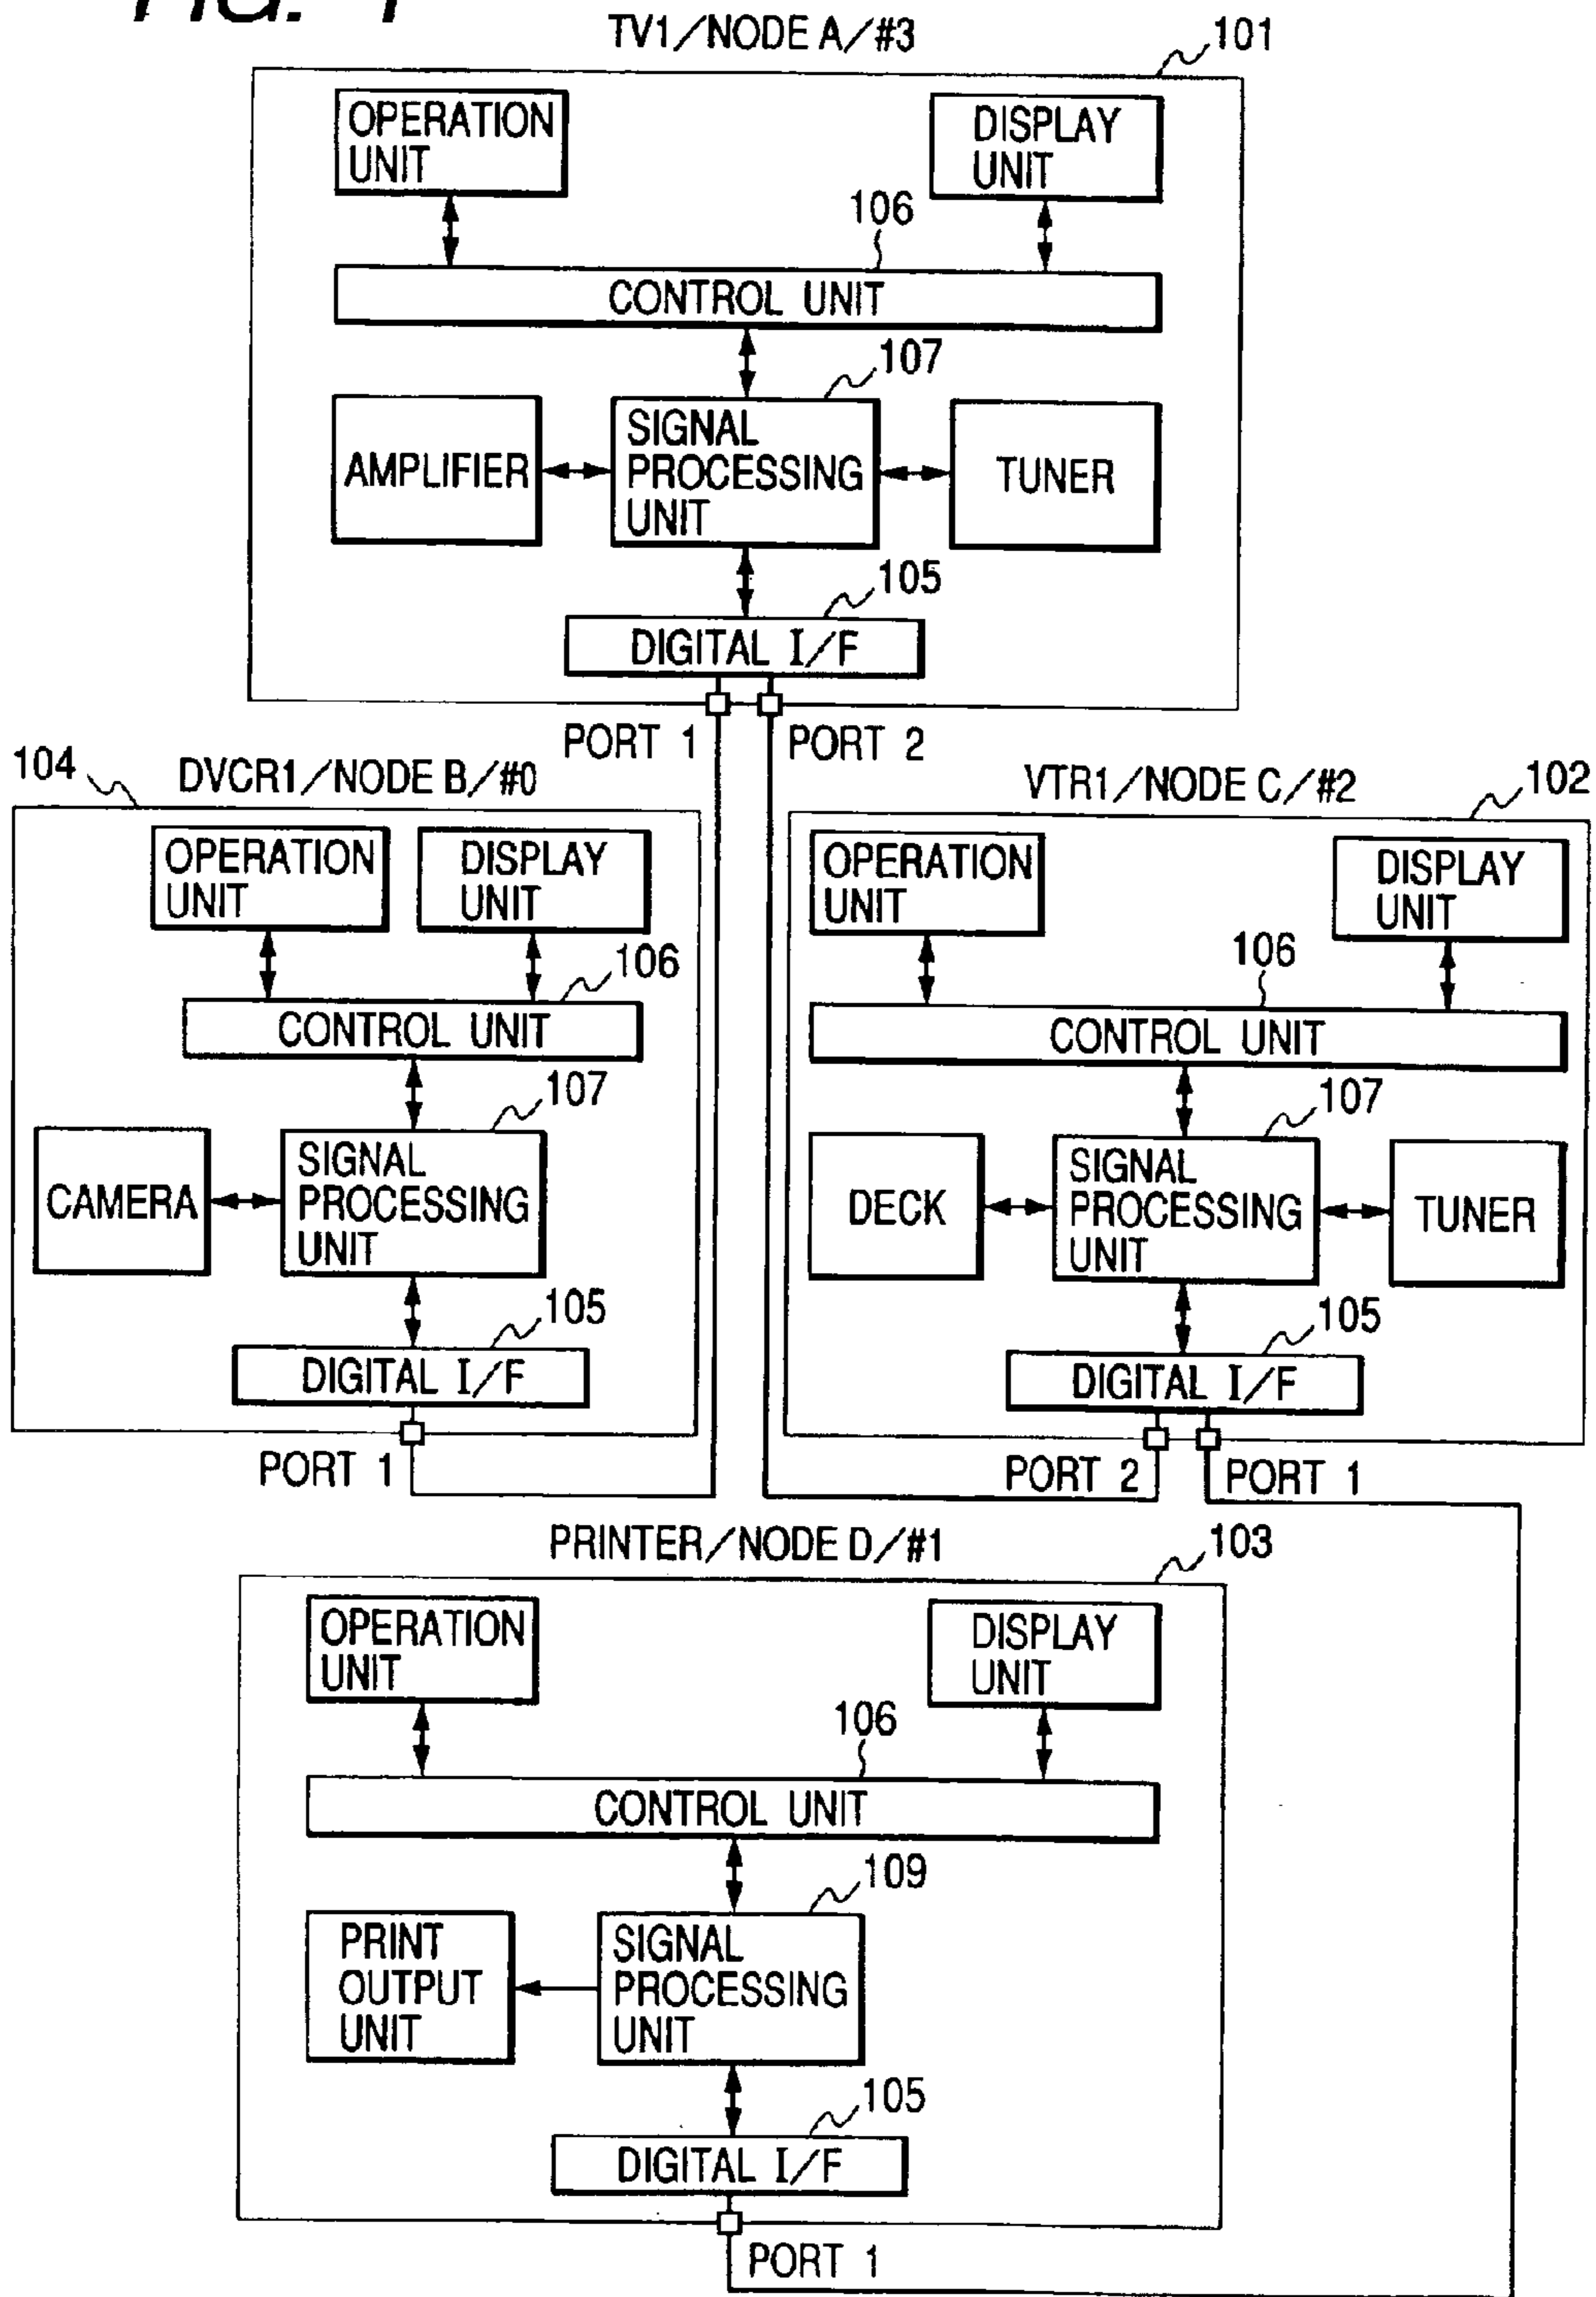 FIG. 1
TV1/NODE A/#3
101
OPERATION
UNIT
DISPLAY
UNIT
106
CONTROL UNIT
107
AMPLIFIER
SIGNAL
PROCESSING
UNIT
TUNER
105
DIGITAL I/F
PORT 1
PORT 2
104
DVCR1/NODE B/#0
OPERATION
UNIT
DISPLAY
UNIT
106
CONTROL UNIT
107
CAMERA
SIGNAL
PROCESSING
UNIT
105
DIGITAL I/F
PORT 1
VTR1/NODE C/#2
102
OPERATION
UNIT
DISPLAY
UNIT
106
CONTROL UNIT
107
DECK
SIGNAL
PROCESSING
UNIT
TUNER
105
DIGITAL I/F
PORT 2
PORT 1
PRINTER/NODE D/#1
103
OPERATION
UNIT
DISPLAY
UNIT
106
CONTROL UNIT
109
PRINT
OUTPUT
UNIT
SIGNAL
PROCESSING
UNIT
105
DIGITAL I/F
PORT 1